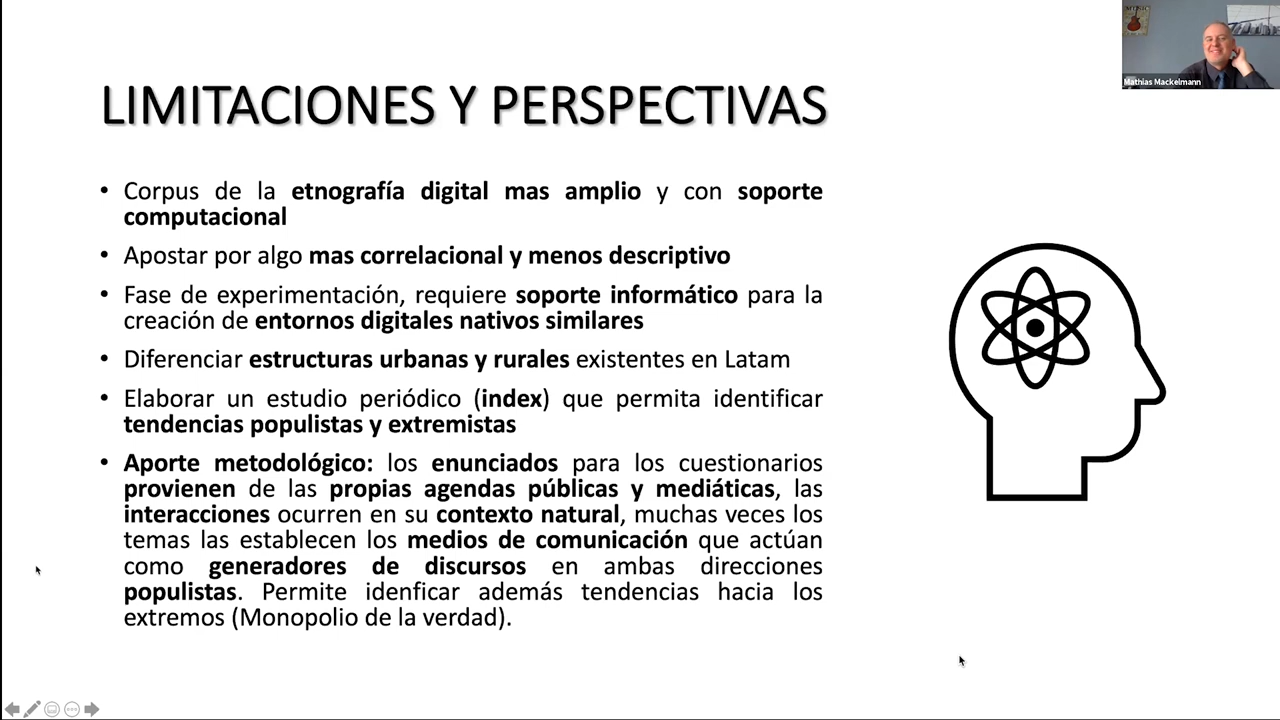 MUSIC
Mathias Mackelmann
LIMITACIONES Y PERSPECTIVAS
• Corpus de la etnografía digital mas amplio y con soporte
computacional
• Apostar por algo mas correlacional y menos descriptivo
• Fase de experimentación, requiere soporte informático para la
creación de entornos digitales nativos similares
• Diferenciar estructuras urbanas y rurales existentes en Latam
• Elaborar un estudio periódico (index) que permita identificar
tendencias populistas y extremistas
• Aporte metodológico: los enunciados para los cuestionarios
provienen de las propias agendas públicas y mediáticas, las
interacciones ocurren en su contexto natural, muchas veces los
temas las establecen los medios de comunicación que actúan
como generadores de discursos en ambas direcciones
populistas. Permite idenficar además tendencias hacia los
extremos (Monopolio de la verdad).